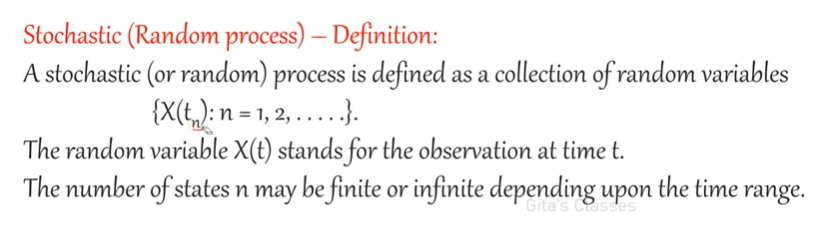 Stochastic (Random process) – Definition:
A stochastic (or random) process is defined as a collection of random variables
{X(tₙ): n = 1, 2, . . . . .}.
The random variable X(t) stands for the observation at time t.
The number of states n may be finite or infinite depending upon the time range.
Gita's Classes